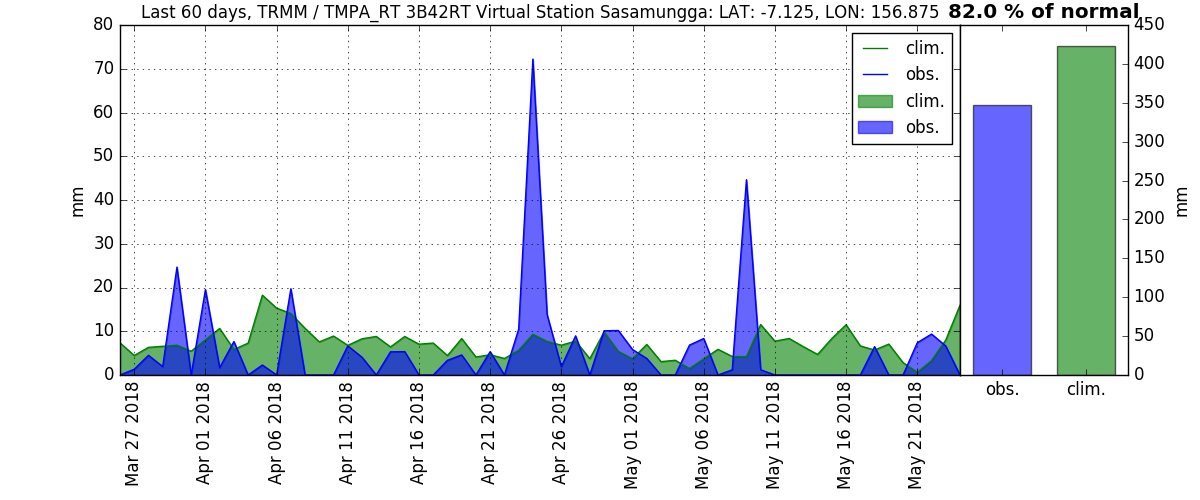 Last 60 days, TRMM / TMPA_RT 3B42RT Virtual Station Sasamungga: LAT: -7.125, LON: 156.875 82.0 % of normal
clim.
obs.
clim.
obs.
mm
80
70
60
50
40
30
20
10
0
Mar 27 2018
Apr 01 2018
Apr 06 2018
Apr 11 2018
Apr 16 2018
Apr 21 2018
Apr 26 2018
May 01 2018
May 06 2018
May 11 2018
May 16 2018
May 21 2018
450
400
350
300
250
200
150
100
50
0
mm
obs.
clim.